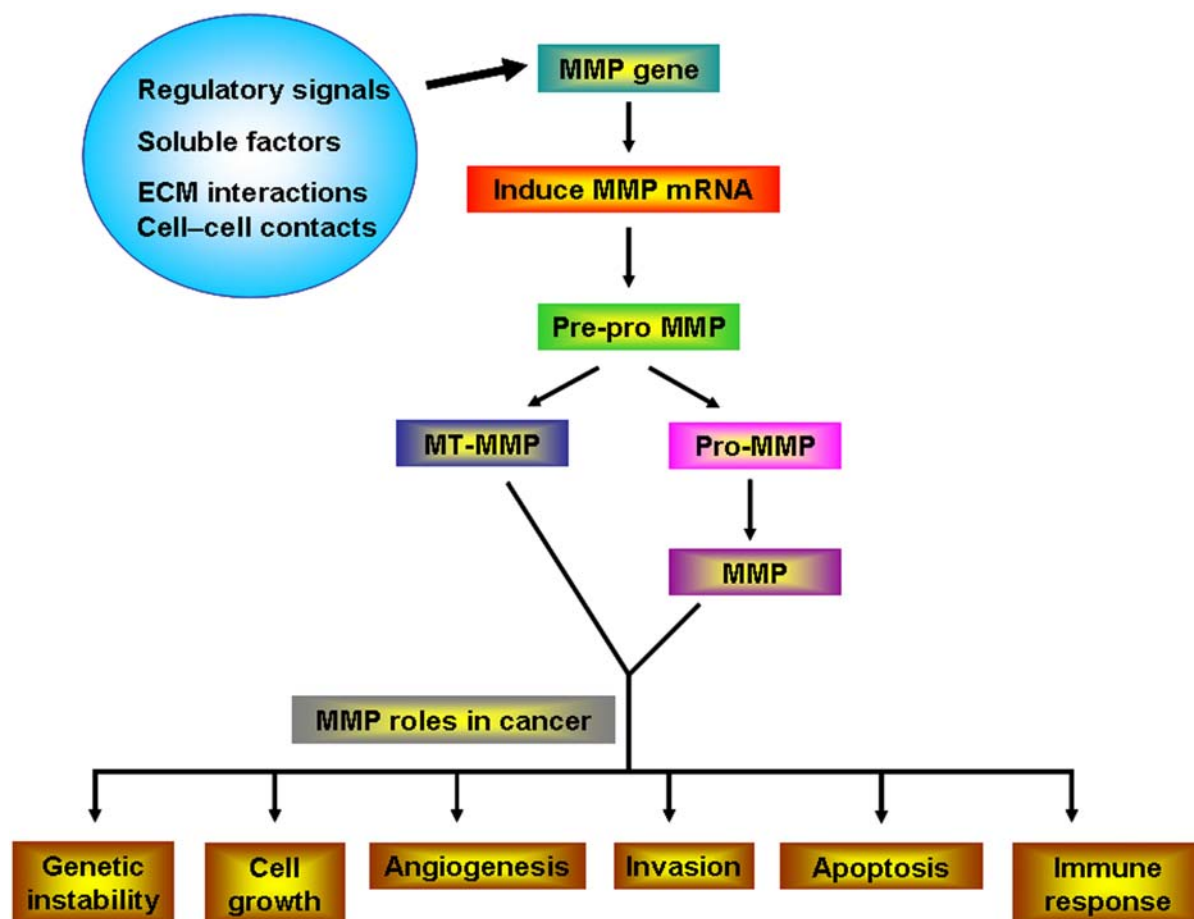 Regulatory signals
Soluble factors
ECM interactions
Cell–cell contacts
MMP gene
Induce MMP mRNA
Pre-pro MMP
MT-MMP
Pro-MMP
MMP
MMP roles in cancer
Genetic
instability
Cell
growth
Angiogenesis
Invasion
Apoptosis
Immune
response